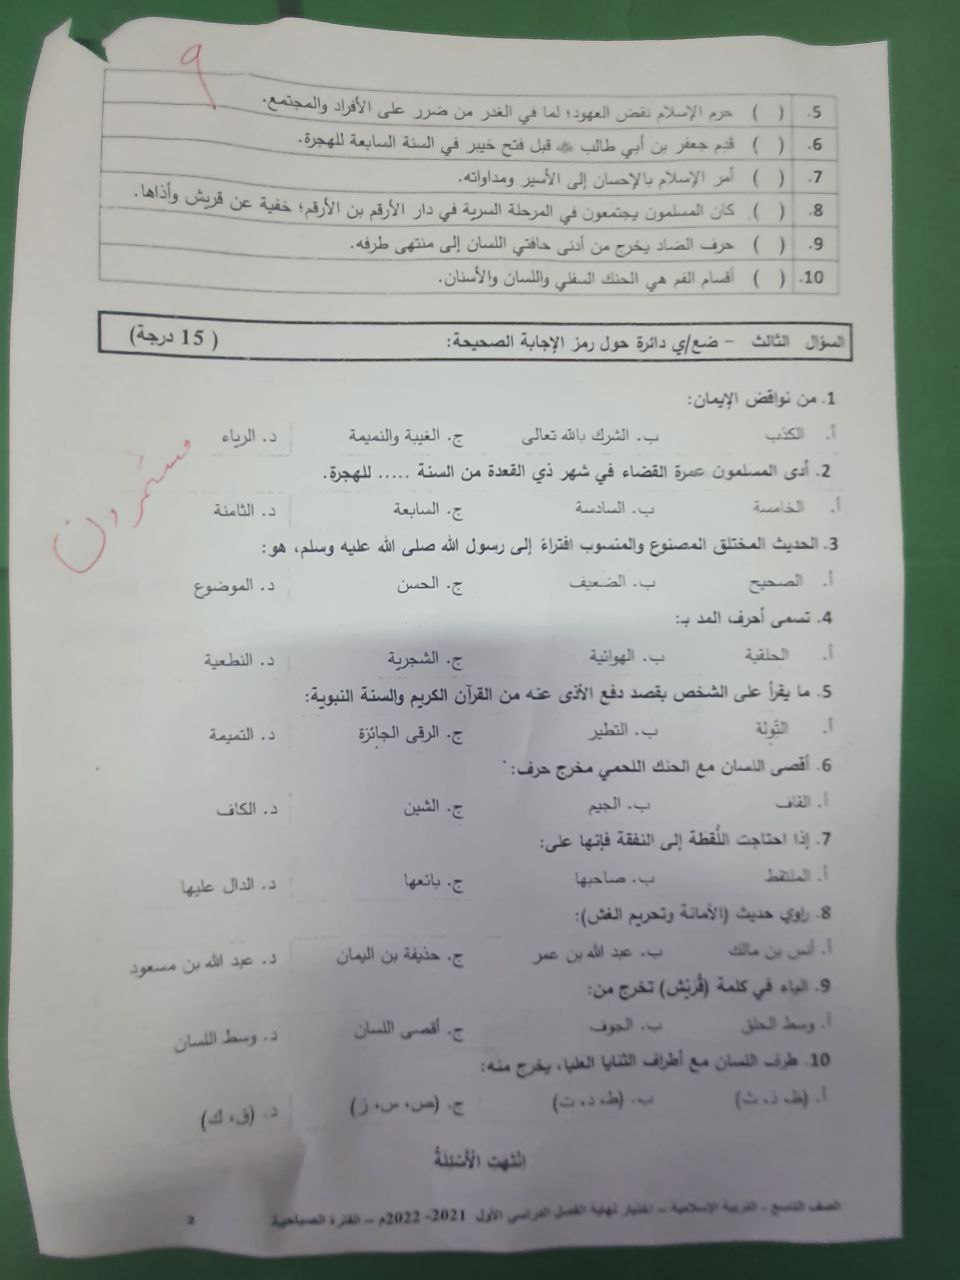 ٩
5. ( ) حرم الإسلام نقض العهود؛ لما في الغدر من ضرر على الأفراد والمجتمع.
6. ( ) قدم جعفر بن أبي طالب ﷺ قبل فتح خيبر في السنة السابعة للهجرة.
7. ( ) أمر الإسلام بالإحسان إلى الأسير ومداواته.
8. ( ) كان المسلمون يجتمعون في المرحلة السرية في دار الأرقم بن الأرقم؛ خفية عن قريش وأذاها.
9. ( ) حرف الضاد يخرج من أدنى حافتي اللسان إلى منتهى طرفه.
10. ( ) أقسام الفم هي الحنك السفلي واللسان والأسنان.
السؤال الثالث - ضع/ي دائرة حول رمز الإجابة الصحيحة: ( 15 درجة)
1. من نواقض الإيمان:
أ. الكذب ب. الشرك بالله تعالى ج. الغيبة والنميمة د. الرياء
2. أدى المسلمون عمرة القضاء في شهر ذي القعدة من السنة ..... للهجرة.
أ. الخامسة ب. السادسة ج. السابعة د. الثامنة
3. الحديث المختلق المصنوع والمنسوب افتراءً إلى رسول الله صلى الله عليه وسلم، هو:
أ. الصحيح ب. الضعيف ج. الحسن د. الموضوع
4. تسمى أحرف المد بـ:
أ. الحلقية ب. الهوائية ج. الشجرية د. النطعية
5. ما يقرأ على الشخص بقصد دفع الأذى عنه من القرآن الكريم والسنة النبوية:
أ. التِّولة ب. التطير ج. الرقى الجائزة د. التميمة
6. أقصى اللسان مع الحنك اللحمي مخرج حرف:
أ. القاف ب. الجيم ج. الشين د. الكاف
7. إذا احتاجت اللُّقطة إلى النفقة فإنها على:
أ. الملتقط ب. صاحبها ج. بائعها د. الدال عليها
8. راوي حديث (الأمانة وتحريم الغش):
أ. أنس بن مالك ب. عبد الله بن عمر ج. حذيفة بن اليمان د. عبد الله بن مسعود
9. الياء في كلمة (قُرَيْش) تخرج من:
أ. وسط الحلق ب. الجوف ج. أقصى اللسان د. وسط اللسان
10. طرف اللسان مع أطراف الثنايا العليا، يخرج منه:
أ. (ظ، ذ، ث) ب. (ط، د، ت) ج. (ص، س، ز) د. (ق، ك)
انْتَهَت الْأَسْئِلَةُ
الصف التاسع - التربية الإسلامية - اختبار نهاية الفصل الدراسي الأول 2021- 2022م - الفترة الصباحية 2